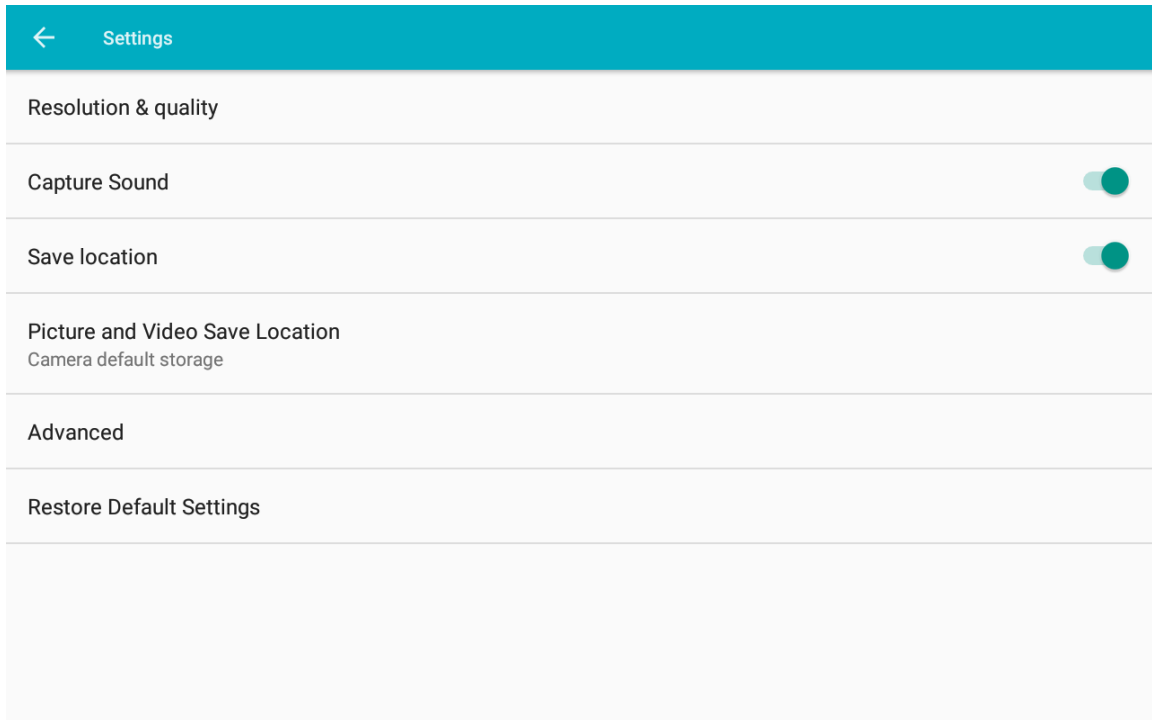 Settings
Resolution & quality
Capture Sound
Save location
Picture and Video Save Location
Camera default storage
Advanced
Restore Default Settings